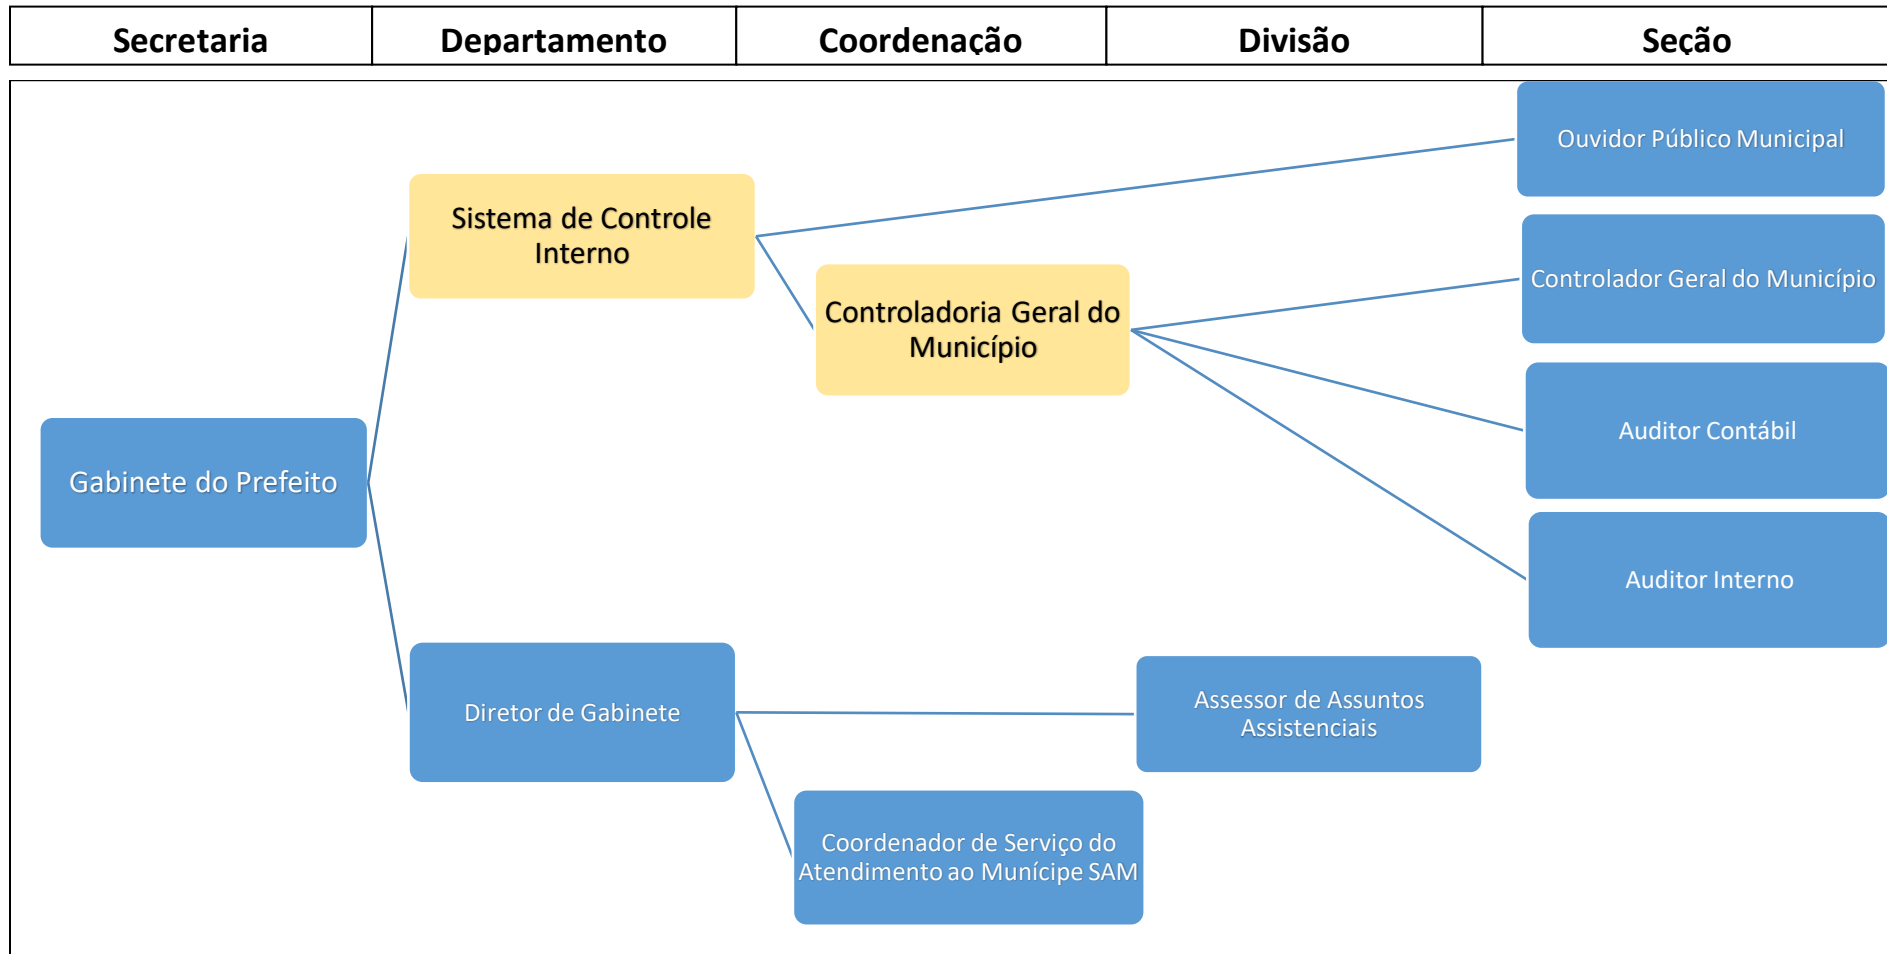 Secretaria
Departamento
Coordenação
Divisão
Seção
Ouvidor Público Municipal
Sistema de Controle
Interno
Controlador Geral do Município
Controladoria Geral do
Município
Auditor Contábil
Gabinete do Prefeito
Auditor Interno
Diretor de Gabinete
Assessor de Assuntos
Assistenciais
Coordenador de Serviço do
Atendimento ao Munícipe SAM